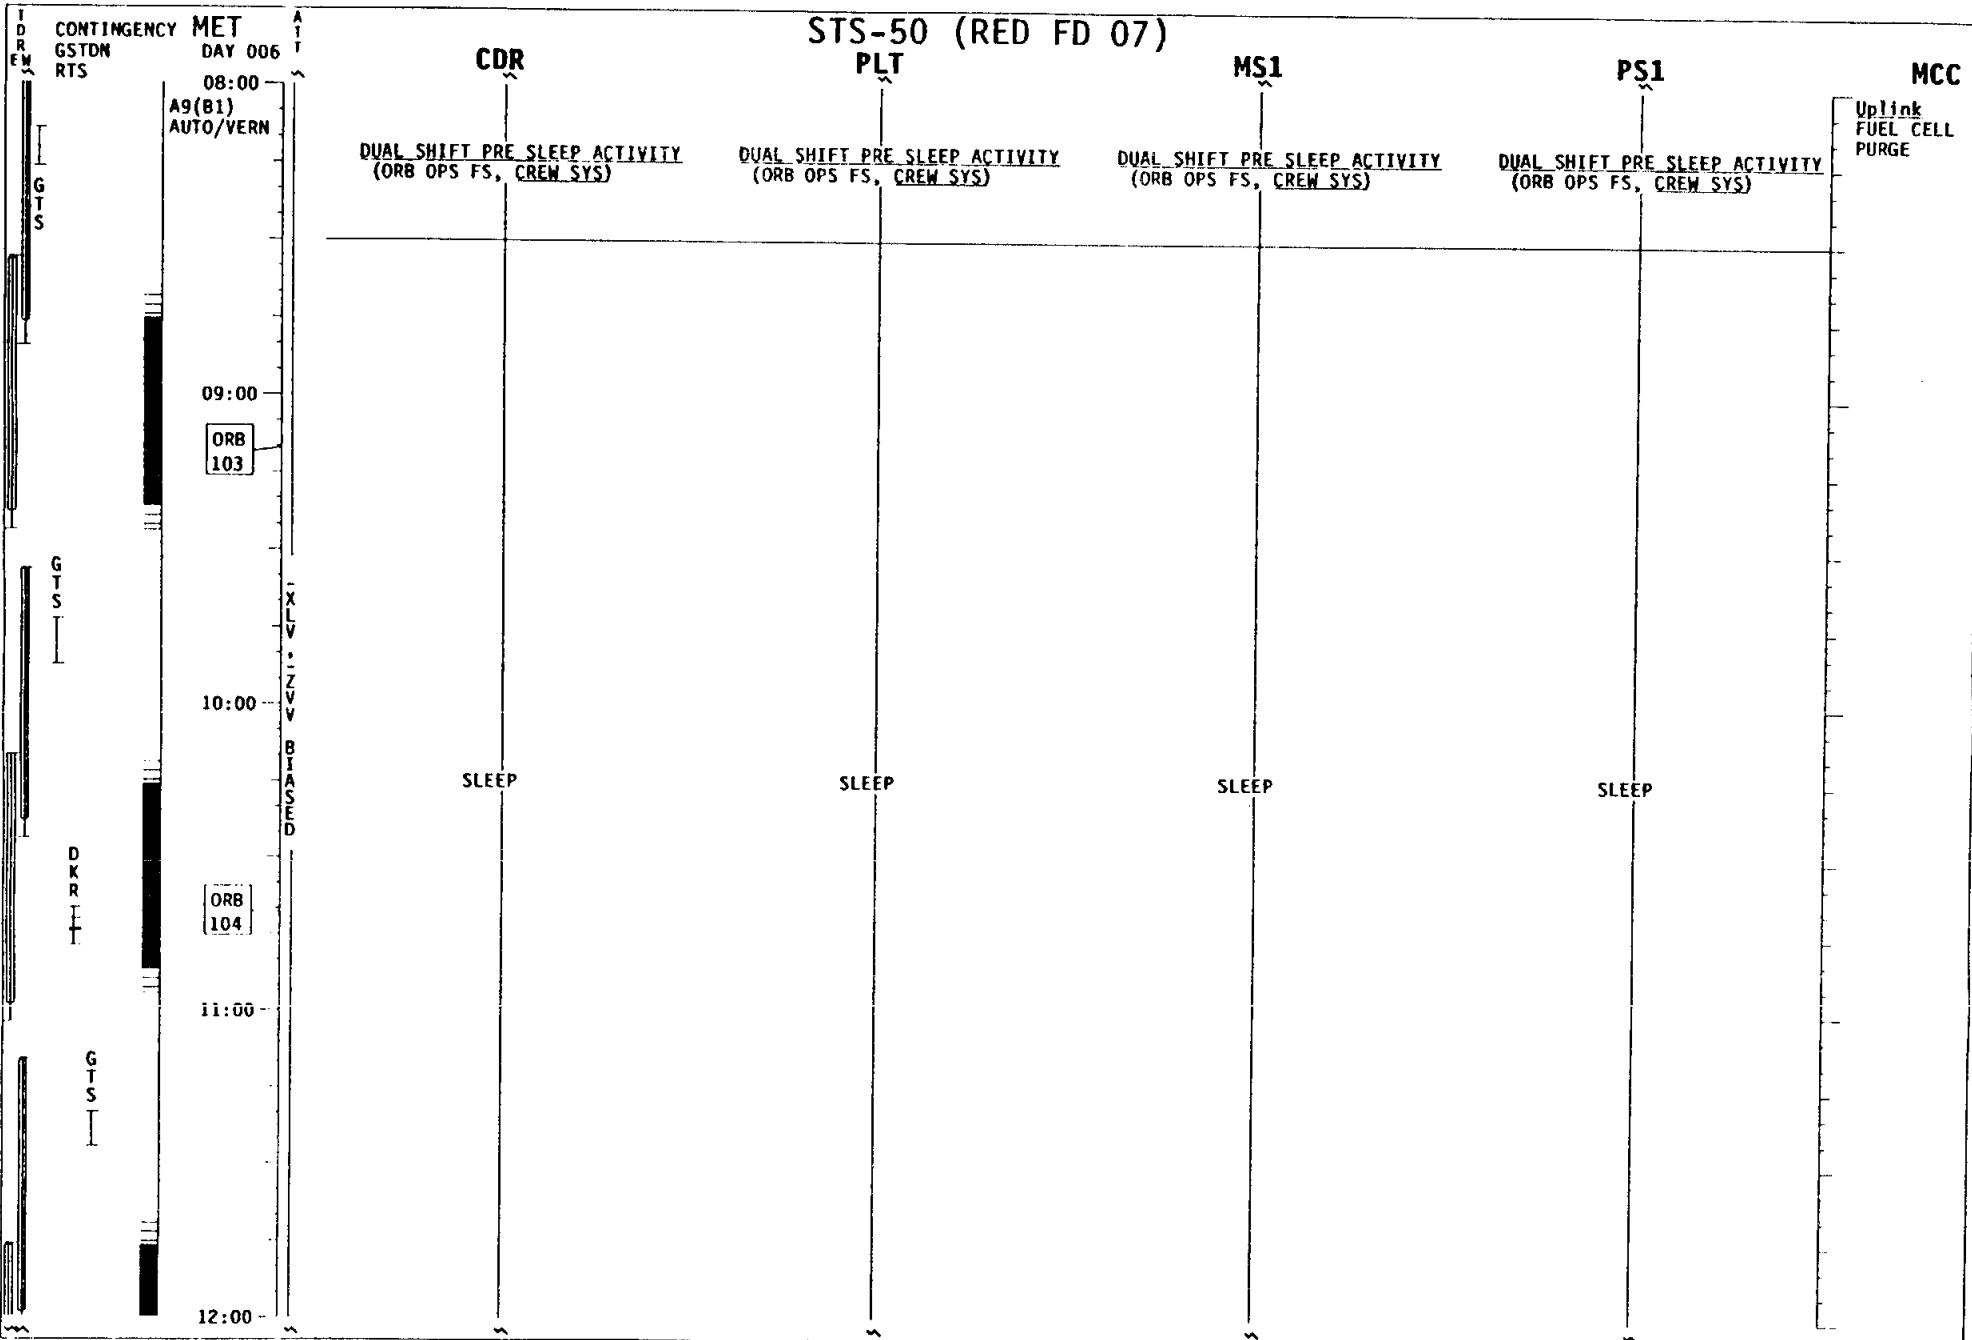 STS-50 (RED FD 07)
TDRS
E W
CONTINGENCY
GSTDN
RTS
MET
DAY 006
ATT
CDR
PLT
MS1
PS1
MCC
08:00
A9(B1)
AUTO/VERN
DUAL SHIFT PRE SLEEP ACTIVITY
(ORB OPS FS, CREW SYS)
DUAL SHIFT PRE SLEEP ACTIVITY
(ORB OPS FS, CREW SYS)
DUAL SHIFT PRE SLEEP ACTIVITY
(ORB OPS FS, CREW SYS)
DUAL SHIFT PRE SLEEP ACTIVITY
(ORB OPS FS, CREW SYS)
Uplink
FUEL CELL
PURGE
GTS
09:00
ORB
103
GTS
-XLV,-ZVV BIASED
10:00
SLEEP
SLEEP
SLEEP
SLEEP
DKR
ORB
104
11:00
GTS
12:00